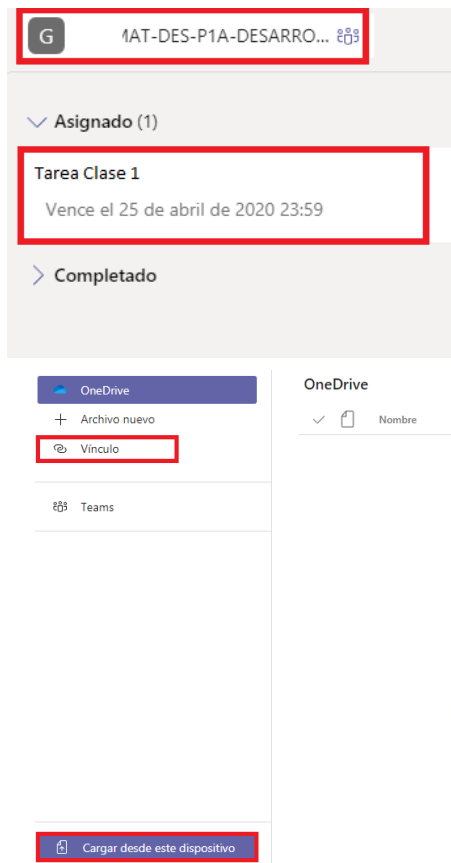 G
MAT-DES-P1A-DESARRO...
Asignado (1)
Tarea Clase 1
Vence el 25 de abril de 2020 23:59
Completado
OneDrive
Archivo nuevo
Vínculo
Teams
Cargar desde este dispositivo
OneDrive
Nombre